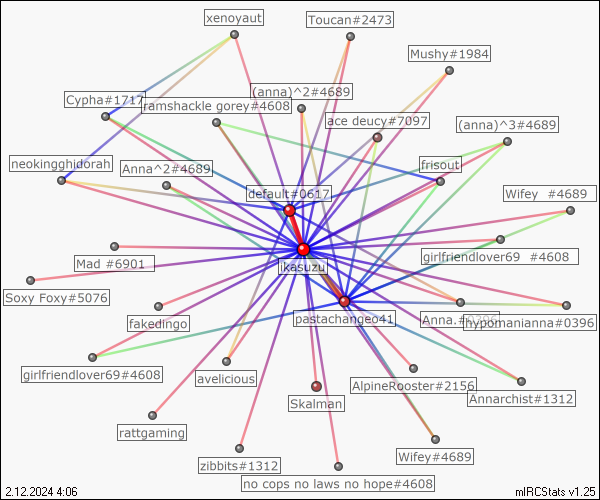 xenoyaut
Toucan#2473
Mushy#1984
Cypha#1717
ramshackle gorey#4608
(anna)^2#4689
ace deucy#7097
(anna)^3#4689
neokingghidorah
Anna^2#4689
frisout
default#0617
Wifey #4689
Mad #6901
ikasuzu
girlfriendlover69 #4608
Soxy Foxy#5076
fakedingo
pastachangeo41
hypomanianna#0396
girlfriendlover69#4608
avelicious
Skalman
AlpineRooster#2156
Annarchist#1312
rattgaming
zibbits#1312
Wifey#4689
no cops no laws no hope#4608
2.12.2024 4:06
mIRCStats v1.25